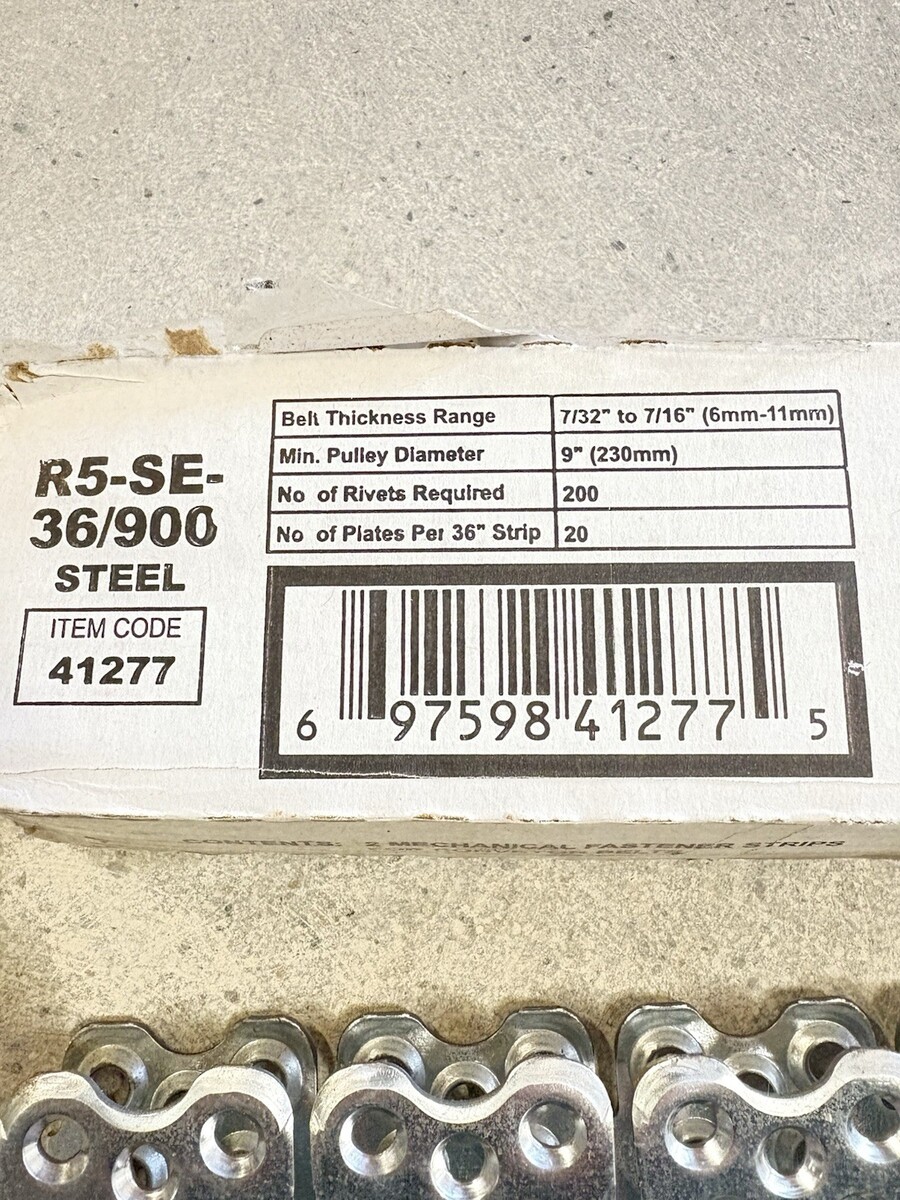 R5-SE-
36/900
STEEL
ITEM CODE
41277
Belt Thickness Range 7/32" to 7/16" (6mm-11mm)
Min. Pulley Diameter 9" (230mm)
No of Rivets Required 200
No of Plates Per 36" Strip 20
6 97598 41277 5
CONTENTS: 2 MECHANICAL FASTENER STRIPS